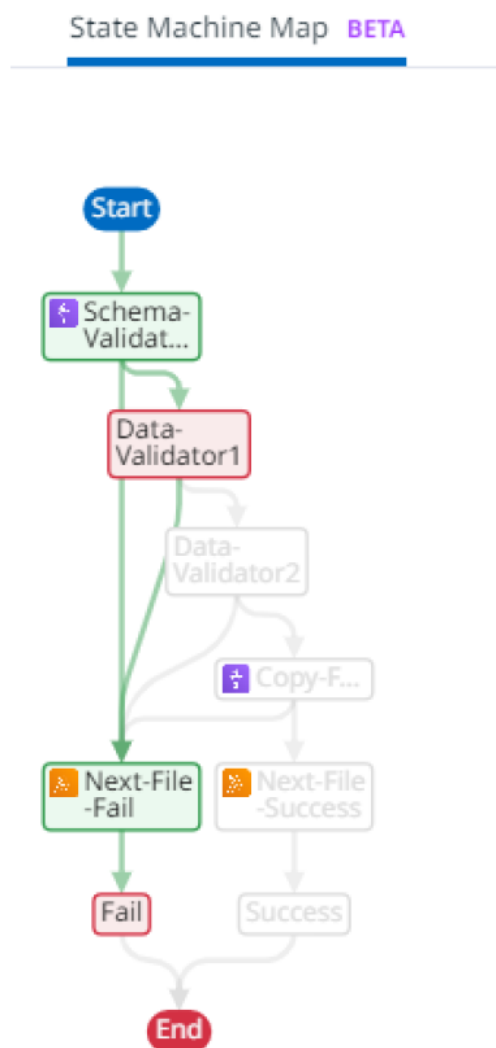 State Machine Map BETA
Start
Schema-
Validat...
Data-
Validator1
Data-
Validator2
Copy-F...
Next-File
-Fail
Next-File
-Success
Fail
Success
End